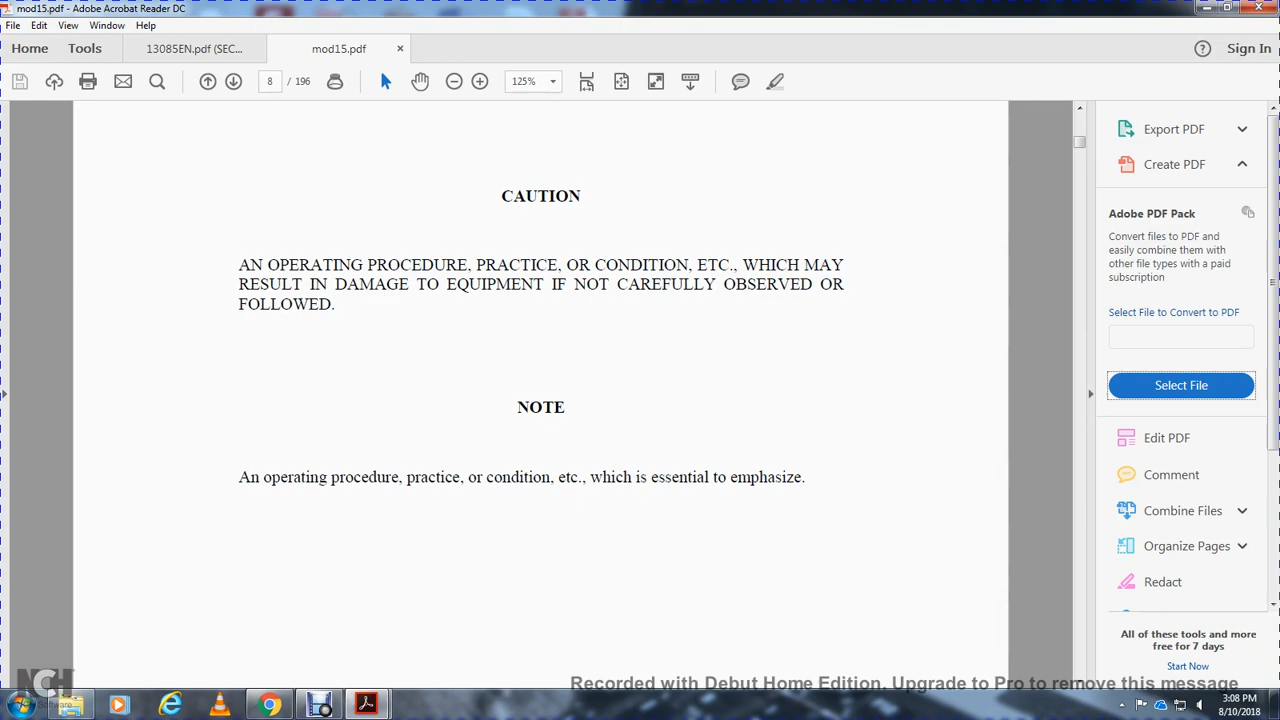 mod15.pdf - Adobe Acrobat Reader DC
File Edit View Window Help
Home Tools 13085EN.pdf (SEC... mod15.pdf × Sign In
8 / 196 125%
CAUTION
AN OPERATING PROCEDURE, PRACTICE, OR CONDITION, ETC., WHICH MAY
RESULT IN DAMAGE TO EQUIPMENT IF NOT CAREFULLY OBSERVED OR
FOLLOWED.
NOTE
An operating procedure, practice, or condition, etc., which is essential to emphasize.
Export PDF
Create PDF
Adobe PDF Pack
Convert files to PDF and
easily combine them with
other file types with a paid
subscription
Select File to Convert to PDF
Select File
Edit PDF
Comment
Combine Files
Organize Pages
Redact
All of these tools and more
free for 7 days
Start Now
NCH
Software
Recorded with Debut Home Edition. Upgrade to Pro to remove this message
3:08 PM
8/10/2018